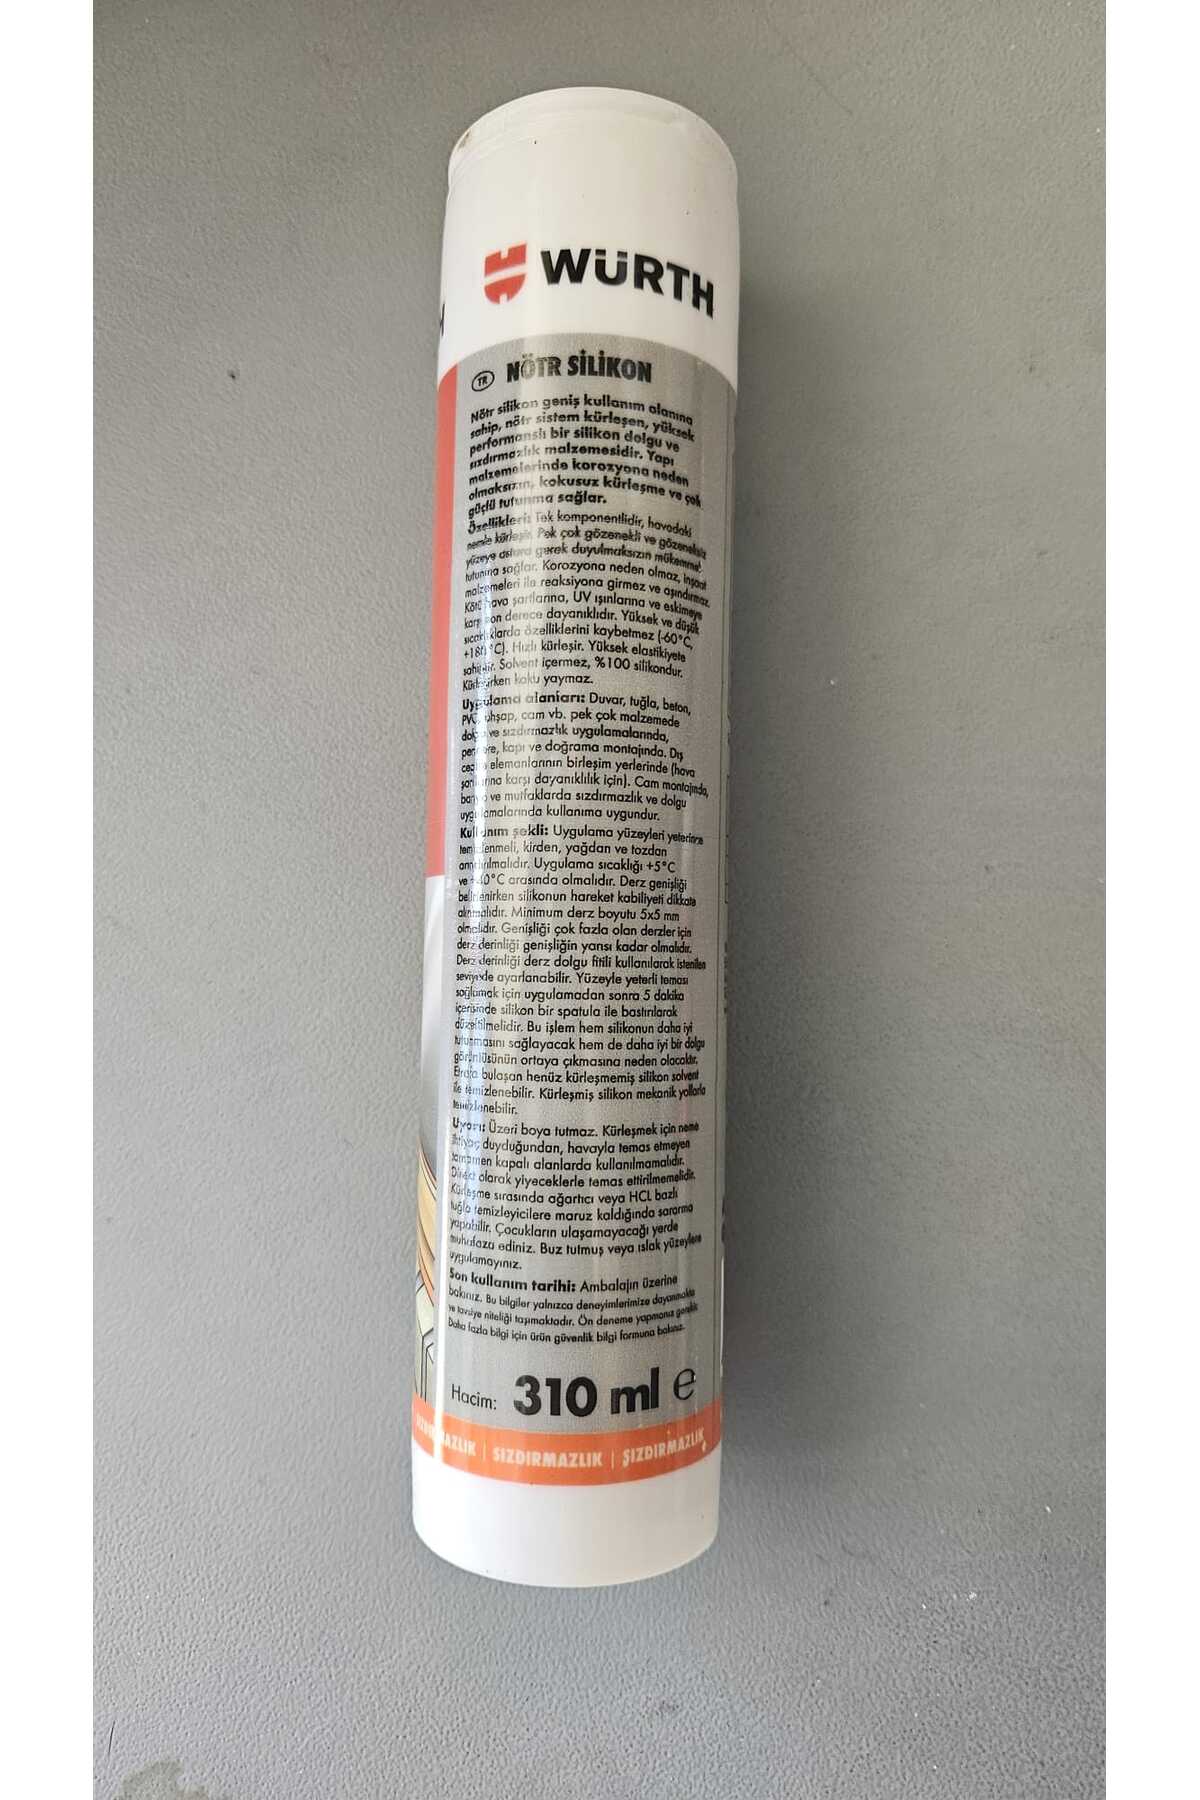 WÜRTH
TR NÖTR SİLİKON
Nötr silikon geniş kullanım alanına
sahip, nötr sistem kürleşen, yüksek
performanslı bir silikon dolgu ve
sızdırmazlık malzemesidir. Yapı
malzemelerinde korozyona neden
olmaksızın, kokusuz kürleşme ve çok
güçlü tutunma sağlar.
Özellikleri: Tek komponentlidir, havadaki
nemle kürleşir. Pek çok gözenekli ve gözeneksiz
yüzeye astara gerek duyulmaksızın mükemmel
tutunma sağlar. Korozyona neden olmaz, inşaat
malzemeleri ile reaksiyona girmez ve aşındırmaz.
Kötü hava şartlarına, UV ışınlarına ve eskimeye
karşı son derece dayanıklıdır. Yüksek ve düşük
sıcaklıklarda özelliklerini kaybetmez (-60°C,
+180°C). Hızlı kürleşir. Yüksek elastikiyete
sahiptir. Solvent içermez, %100 silikondur.
Kürleşirken koku yaymaz.
Uygulama alanları: Duvar, tuğla, beton,
PVC, ahşap, cam vb. pek çok malzemede
dolgu ve sızdırmazlık uygulamalarında,
pencere, kapı ve doğrama montajında. Dış
cephe elemanlarının birleşim yerlerinde (hava
şartlarına karşı dayanıklılık için). Cam montajında,
banyo ve mutfaklarda sızdırmazlık ve dolgu
uygulamalarında kullanıma uygundur.
Kullanım şekli: Uygulama yüzeyleri yeterince
temizlenmeli, kirden, yağdan ve tozdan
arındırılmalıdır. Uygulama sıcaklığı +5°C
ve +40°C arasında olmalıdır. Derz genişliği
belirlenirken silikonun hareket kabiliyeti dikkate
alınmalıdır. Minimum derz boyutu 5x5 mm
olmalıdır. Genişliği çok fazla olan derzler için
derz derinliği genişliğin yarısı kadar olmalıdır.
Derz derinliği derz dolgu fitili kullanılarak istenilen
seviyede ayarlanabilir. Yüzeyle yeterli teması
sağlamak için uygulamadan sonra 5 dakika
içerisinde silikon bir spatula ile bastırılarak
düzeltilmelidir. Bu işlem hem silikonun daha iyi
tutunmasını sağlayacak hem de daha iyi bir dolgu
görüntüsünün ortaya çıkmasına neden olacaktır.
Etrafa bulaşan henüz kürleşmemiş silikon solvent
ile temizlenebilir. Kürleşmiş silikon mekanik yollarla
temizlenebilir.
Uyarı: Üzeri boya tutmaz. Kürleşmek için neme
ihtiyaç duyduğundan, havayla temas etmeyen
tamamen kapalı alanlarda kullanılmamalıdır.
Direkt olarak yiyeceklerle temas ettirilmemelidir.
Kürleşme sırasında ağartıcı veya HCL bazlı
tuğla temizleyicilere maruz kaldığında sararma
yapabilir. Çocukların ulaşamayacağı yerde
muhafaza ediniz. Buz tutmuş veya ıslak yüzeylere
uygulamayınız.
Son kullanım tarihi: Ambalajın üzerine
bakınız. Bu bilgiler yalnızca deneyimlerimize dayanmakta
ve tavsiye niteliği taşımaktadır. Ön deneme yapmanız gerekir.
Daha fazla bilgi için ürün güvenlik bilgi formuna bakınız.
Hacim: 310 ml e
SIZDIRMAZLIK | SIZDIRMAZLIK | SIZDIRMAZLIK